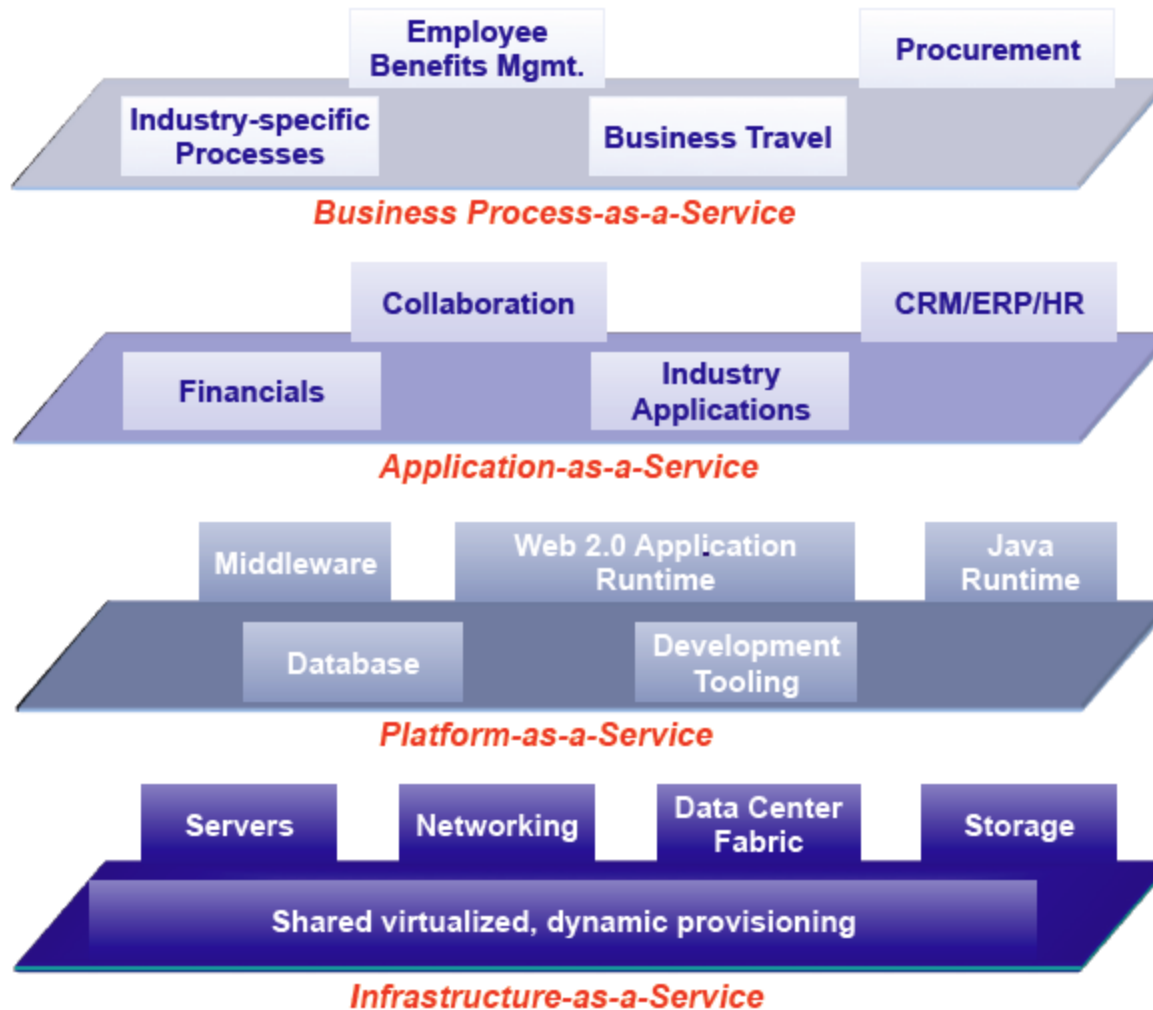 Employee
Benefits Mgmt.
Procurement
Industry-specific
Processes
Business Travel
Business Process-as-a-Service
Collaboration
CRM/ERP/HR
Financials
Industry
Applications
Application-as-a-Service
Middleware
Web 2.0 Application
Runtime
Java
Runtime
Database
Development
Tooling
Platform-as-a-Service
Servers
Networking
Data Center
Fabric
Storage
Shared virtualized, dynamic provisioning
Infrastructure-as-a-Service